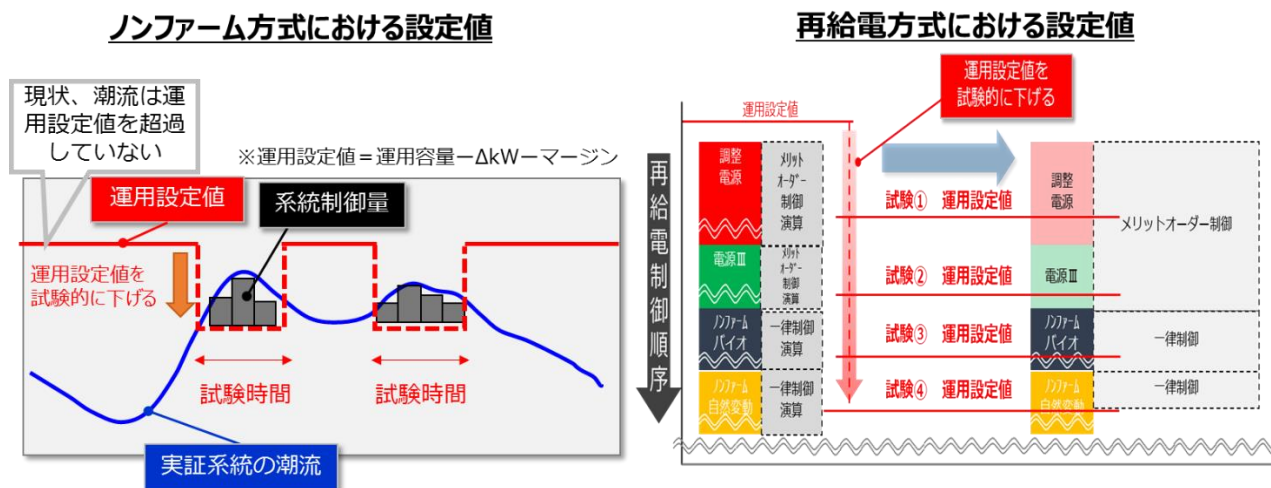 ノンファーム方式における設定値
現状、潮流は運
用設定値を超過
していない
※運用設定値＝運用容量ーΔkWーマージン
運用設定値
系統制御量
運用設定値を
試験的に下げる
試験時間
試験時間
実証系統の潮流
再給電方式における設定値
運用設定値を
試験的に下げる
運用設定値
再給電制御順序
調整
電源
メリット
オーダー
制御
演算
電源Ⅲ
メリット
オーダー
制御
演算
ノンファーム
バイオ
一律制御
演算
ノンファーム
自然変動
一律制御
演算
試験① 運用設定値
試験② 運用設定値
試験③ 運用設定値
試験④ 運用設定値
調整
電源
メリットオーダー制御
電源Ⅲ
ノンファーム
バイオ
一律制御
ノンファーム
自然変動
一律制御